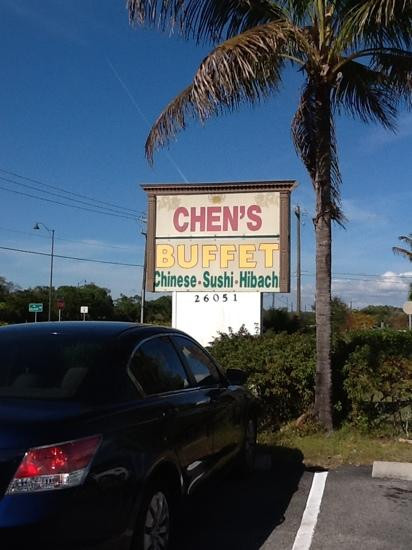 CHEN'S
BUFFET
Chinese • Sushi • Hibach
26051